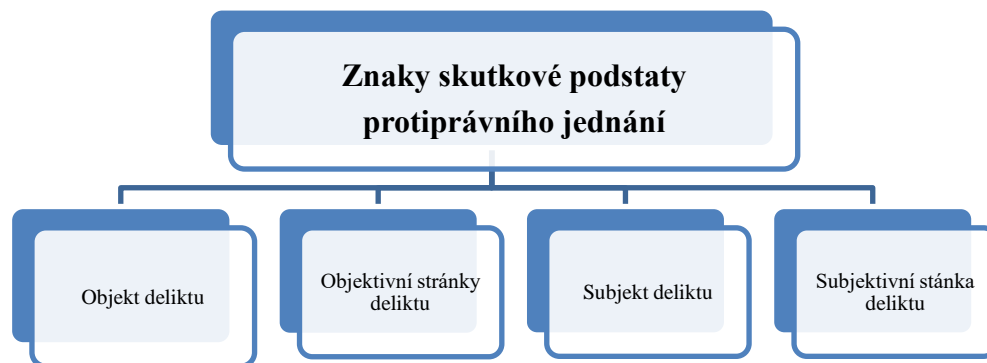 Znaky skutkové podstaty
protiprávního jednání
Objekt deliktu
Objektivní stránky
deliktu
Subjekt deliktu
Subjektivní stánka
deliktu